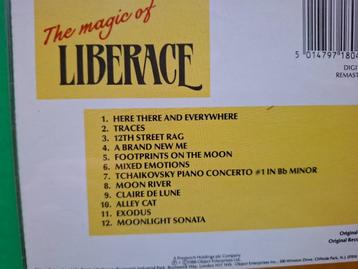 The magic of
LIBERACE
5 014797 1804
DIGIT
REMAST
1. HERE THERE AND EVERYWHERE
2. TRACES
3. 12TH STREET RAG
4. A BRAND NEW ME
5. FOOTPRINTS ON THE MOON
6. MIXED EMOTIONS
7. TCHAIKOVSKY PIANO CONCERTO #1 IN Bb MINOR
8. MOON RIVER
9. CLAIRE DE LUNE
10. ALLEY CAT
11. EXODUS
12. MOONLIGHT SONATA
Original
Original Res